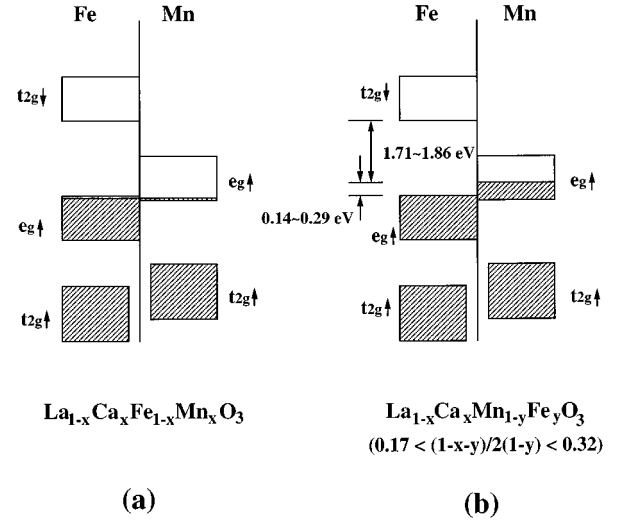 Fe Mn
t2g↓
eg↑
eg↑
t2g↑
t2g↑
La1-xCaxFe1-xMnxO3
(a)
Fe Mn
t2g↓
1.71~1.86 eV
eg↑
0.14~0.29 eV
eg↑
t2g↑
t2g↑
La1-xCaxMn1-yFeyO3
(0.17 < (1-x-y)/2(1-y) < 0.32)
(b)